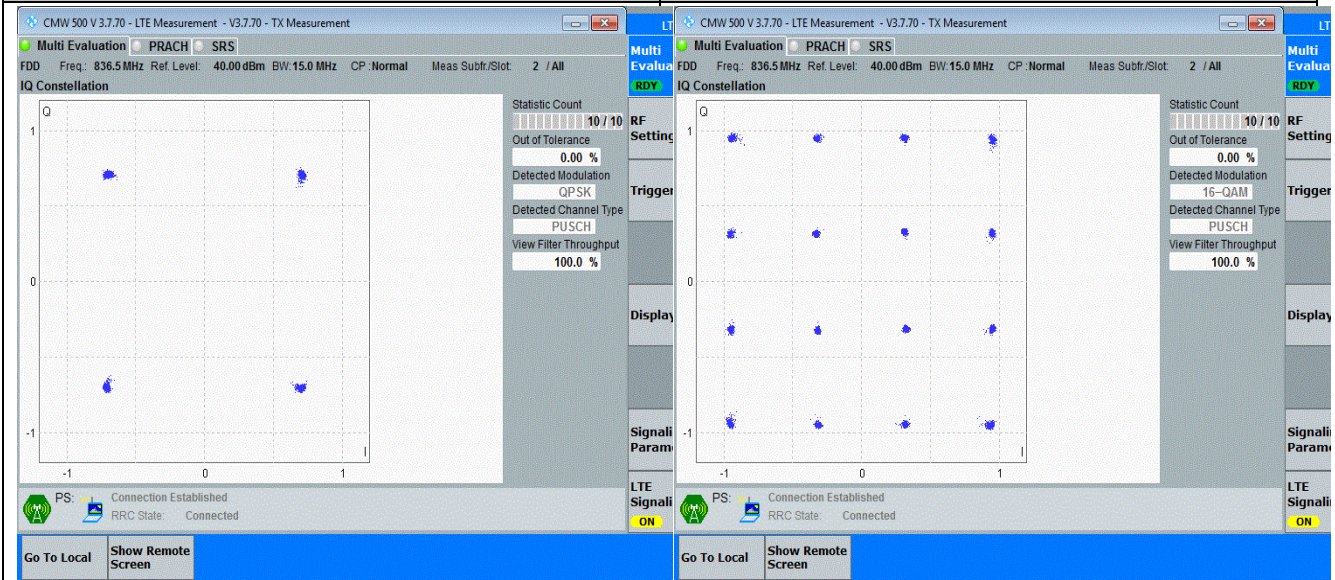 CMW 500 V 3.7.70 - LTE Measurement - V3.7.70 - TX Measurement
LT
Multi Evaluation PRACH SRS
Multi
Evalua
RDY
FDD Freq.: 836.5 MHz Ref. Level: 40.00 dBm BW: 15.0 MHz CP : Normal Meas Subfr./Slot: 2 / All
IQ Constellation
Q
1
0
-1
-1 0 1
I
Statistic Count
10 / 10
Out of Tolerance
0.00 %
Detected Modulation
QPSK
Detected Channel Type
PUSCH
View Filter Throughput
100.0 %
RF
Setting
Trigger
Display
Signali
Parame
LTE
Signali
ON
PS: Connection Established
RRC State: Connected
Go To Local
Show Remote
Screen
CMW 500 V 3.7.70 - LTE Measurement - V3.7.70 - TX Measurement
LT
Multi Evaluation PRACH SRS
Multi
Evalua
RDY
FDD Freq.: 836.5 MHz Ref. Level: 40.00 dBm BW: 15.0 MHz CP : Normal Meas Subfr./Slot: 2 / All
IQ Constellation
Q
1
0
-1
-1 0 1
I
Statistic Count
10 / 10
Out of Tolerance
0.00 %
Detected Modulation
16-QAM
Detected Channel Type
PUSCH
View Filter Throughput
100.0 %
RF
Setting
Trigger
Display
Signalin
Parame
LTE
Signalin
ON
PS: Connection Established
RRC State: Connected
Go To Local
Show Remote
Screen